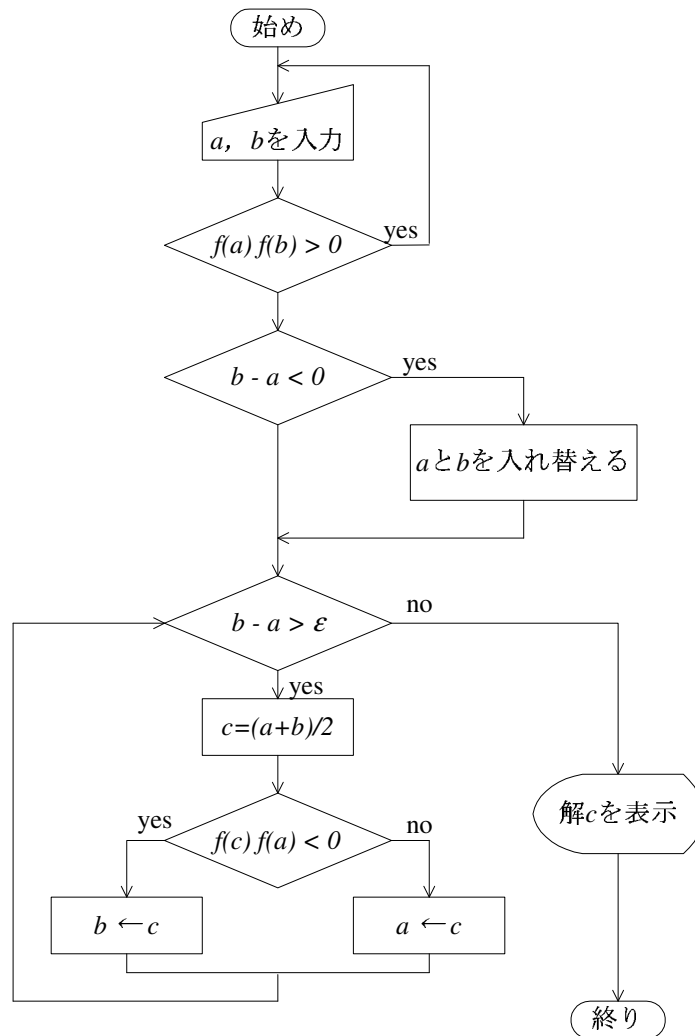 始め
a, bを入力
f(a) f(b) > 0
yes
b - a < 0
yes
aとbを入れ替える
b - a > ε
no
yes
c=(a+b)/2
解cを表示
yes
f(c) f(a) < 0
no
b ←c
a ←c
終り